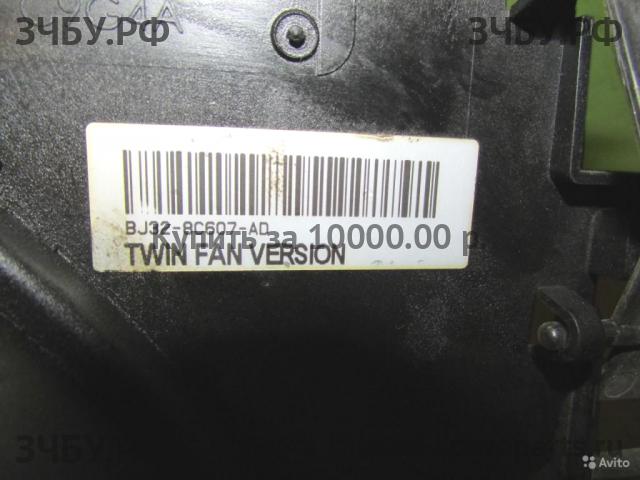 ЗЧБУ.РФ ЗЧБУ.РФ
BJ32-8C607-AD
Купить за 10000.00 р.
TWIN FAN VERSION
ЗЧБУ.РФ
Avito